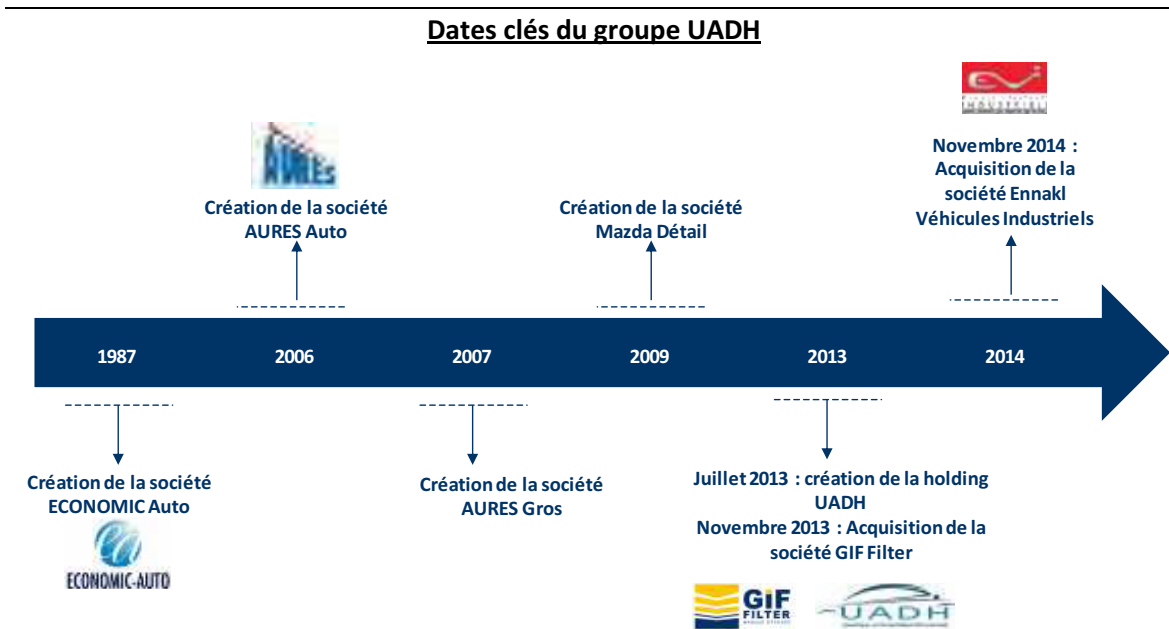 Dates clés du groupe UADH
Novembre 2014 :
Acquisition de la
société Ennakl
Véhicules Industriels
AURES
Création de la société
AURES Auto
Création de la société
Mazda Détail
1987
2006
2007
2009
2013
2014
Création de la société
ECONOMIC Auto
ECONOMIC-AUTO
Création de la société
AURES Gros
Juillet 2013 : création de la holding
UADH
Novembre 2013 : Acquisition de la
société GIF Filter
GIF
FILTER
UADH